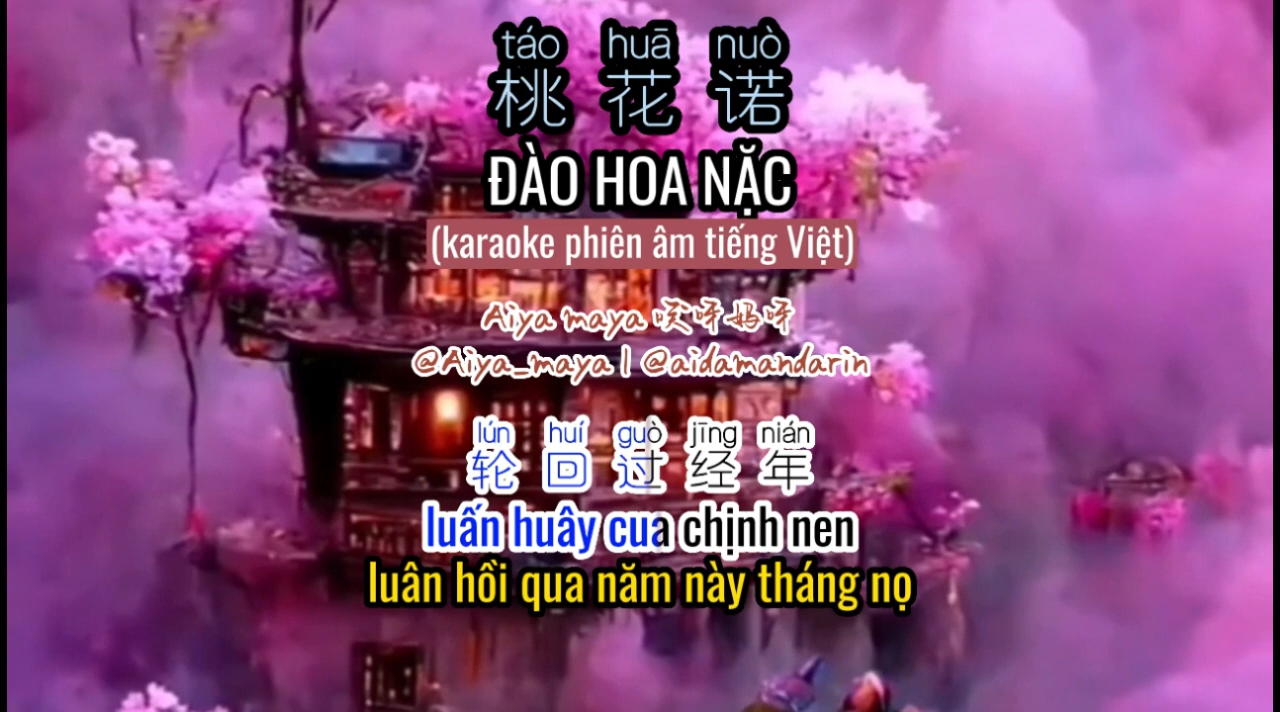 táo huā nuò
桃花诺
ĐÀO HOA NẶC
(karaoke phiên âm tiếng Việt)
Aiya maya 哎呀妈呀
@Aiya_maya | @aidamandarin
lún huí guò jīng nián
轮回过经年
luấn huây cua chịnh nen
luân hồi qua năm này tháng nọ